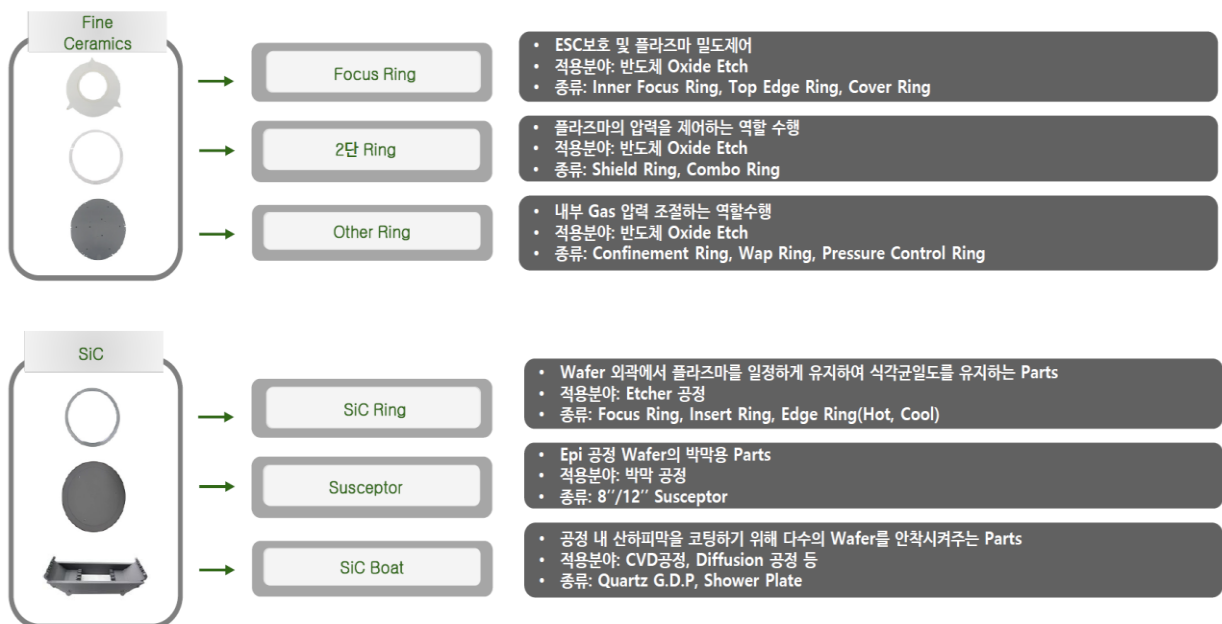 Fine
Ceramics
Focus Ring
• ESC보호 및 플라즈마 밀도제어
• 적용분야: 반도체 Oxide Etch
• 종류: Inner Focus Ring, Top Edge Ring, Cover Ring
2단 Ring
• 플라즈마의 압력을 제어하는 역할 수행
• 적용분야: 반도체 Oxide Etch
• 종류: Shield Ring, Combo Ring
Other Ring
• 내부 Gas 압력 조절하는 역할수행
• 적용분야: 반도체 Oxide Etch
• 종류: Confinement Ring, Wap Ring, Pressure Control Ring
SiC
SiC Ring
• Wafer 외곽에서 플라즈마를 일정하게 유지하여 식각균일도를 유지하는 Parts
• 적용분야: Etcher 공정
• 종류: Focus Ring, Insert Ring, Edge Ring(Hot, Cool)
Susceptor
• Epi 공정 Wafer의 박막용 Parts
• 적용분야: 박막 공정
• 종류: 8’’/12’’ Susceptor
SiC Boat
• 공정 내 산하피막을 코팅하기 위해 다수의 Wafer를 안착시켜주는 Parts
• 적용분야: CVD공정, Diffusion 공정 등
• 종류: Quartz G.D.P, Shower Plate